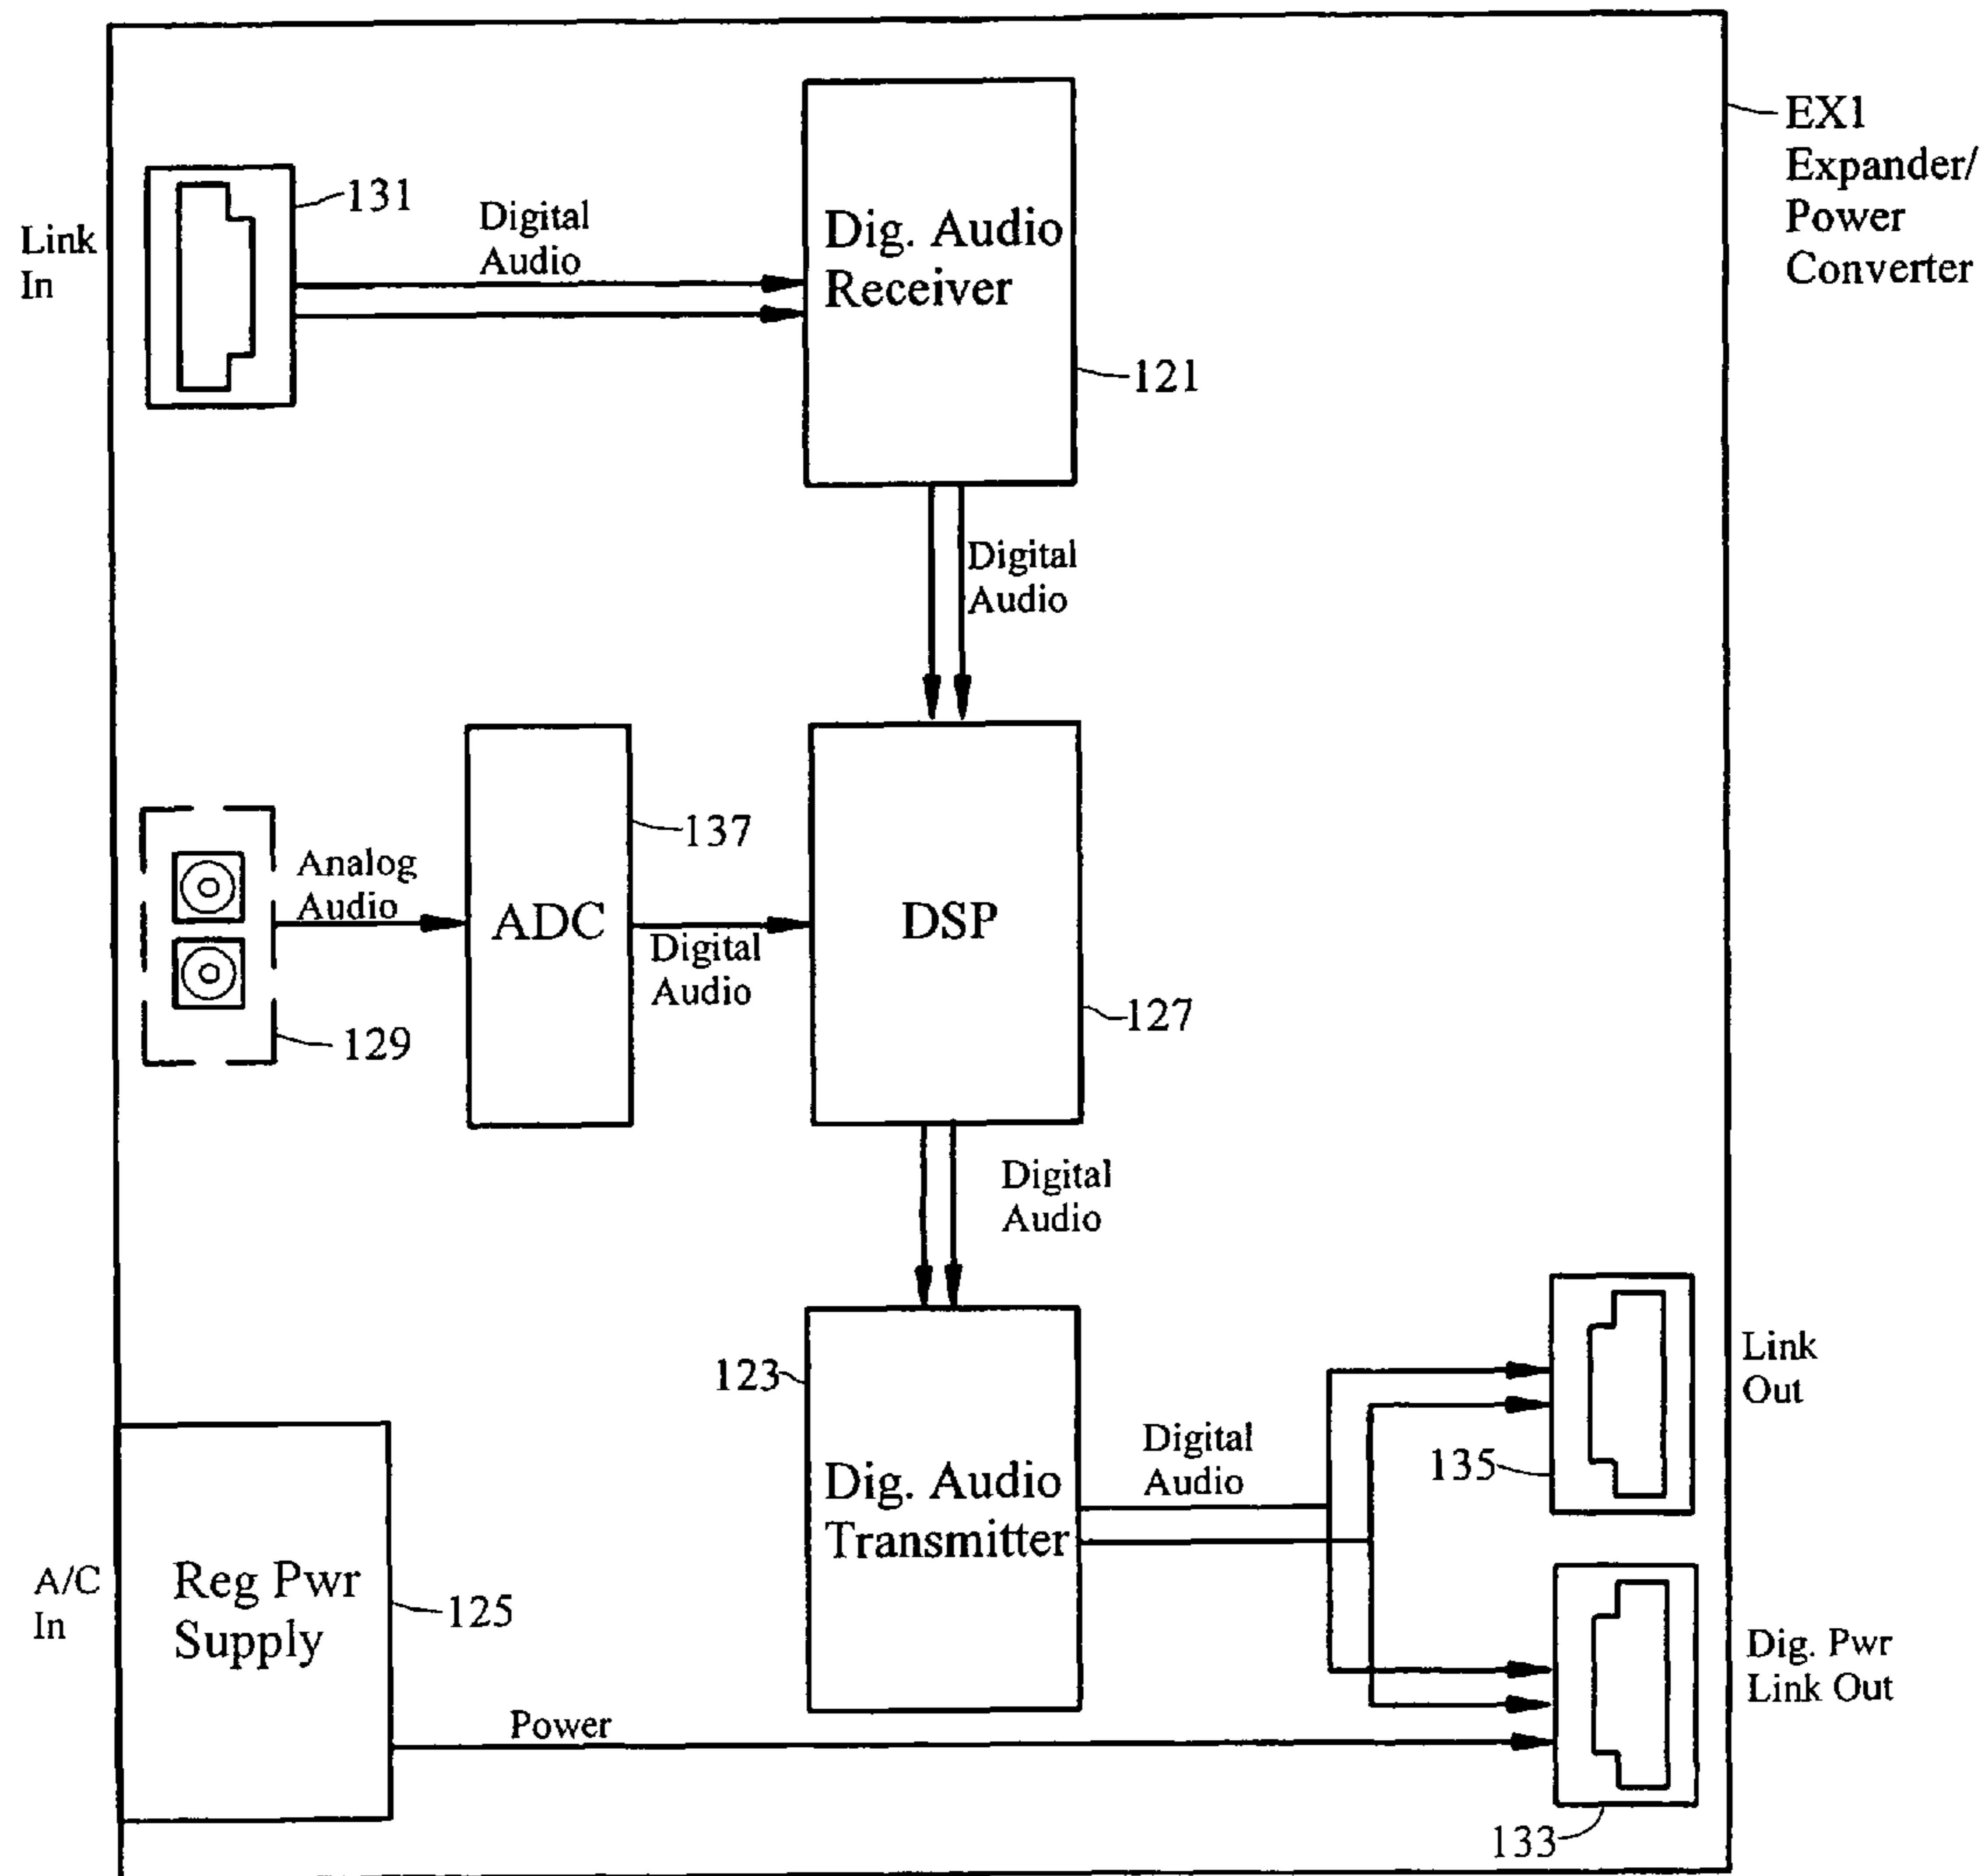 EX1
Expander/
Power
Converter
131
Link
In
Digital
Audio
Dig. Audio
Receiver
121
Digital
Audio
137
Analog
Audio
ADC
Digital
Audio
DSP
127
129
Digital
Audio
123
Link
Out
Digital
Audio
135
Dig. Audio
Transmitter
A/C
In
Reg Pwr
Supply
125
Dig. Pwr
Link Out
Power
133